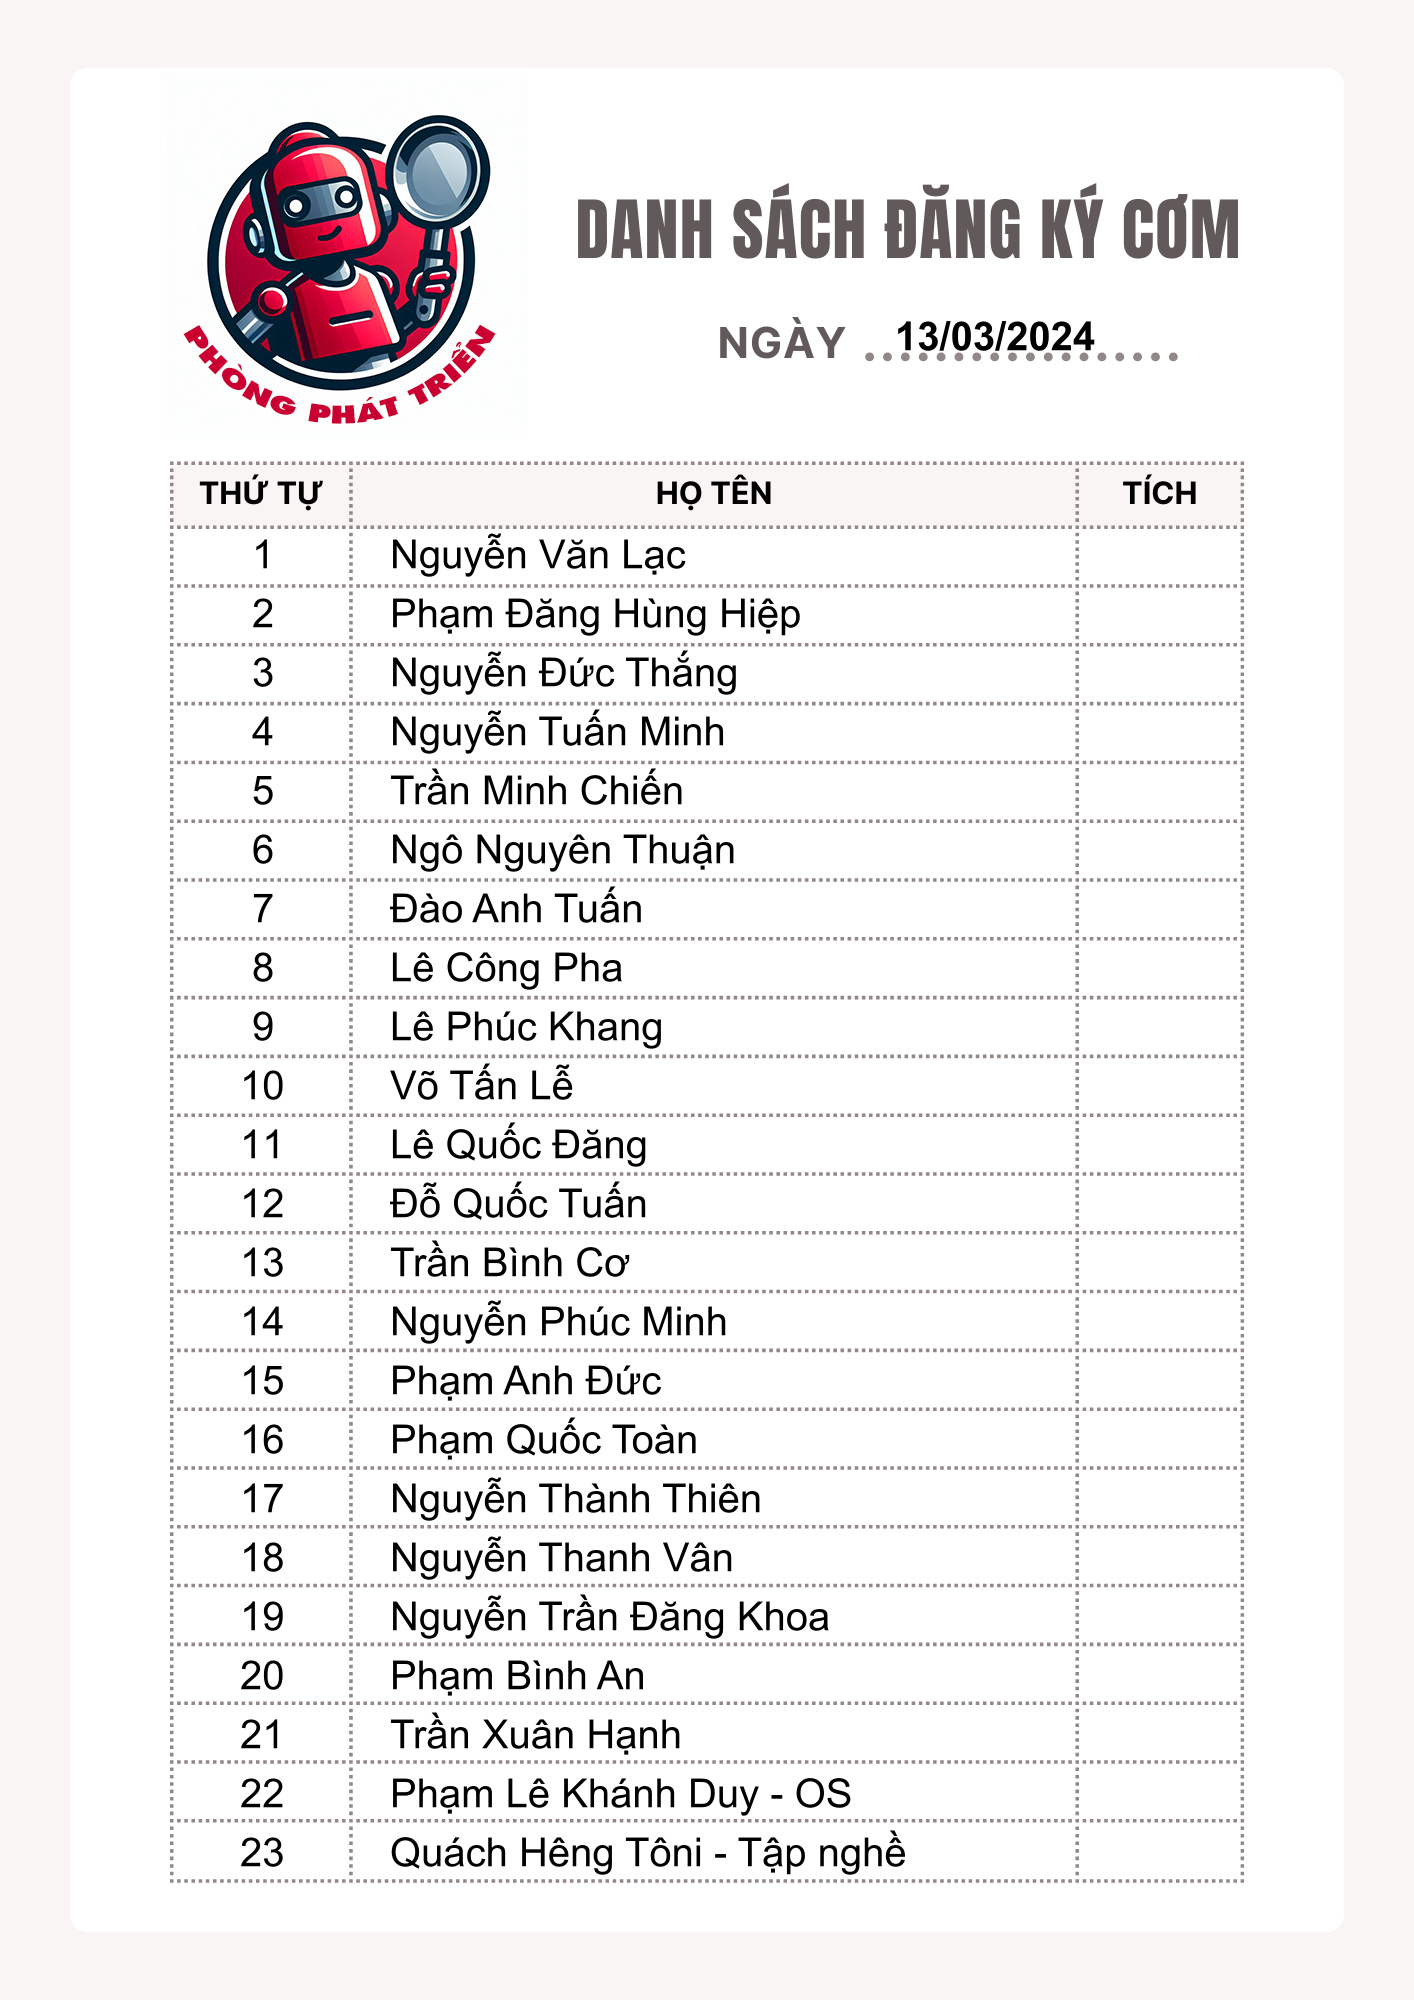 PHÒNG PHÁT TRIỂN
DANH SÁCH ĐĂNG KÝ CƠM
NGÀY 13/03/2024
THỨ TỰ HỌ TÊN TÍCH
1 Nguyễn Văn Lạc
2 Phạm Đăng Hùng Hiệp
3 Nguyễn Đức Thắng
4 Nguyễn Tuấn Minh
5 Trần Minh Chiến
6 Ngô Nguyên Thuận
7 Đào Anh Tuấn
8 Lê Công Pha
9 Lê Phúc Khang
10 Võ Tấn Lễ
11 Lê Quốc Đăng
12 Đỗ Quốc Tuấn
13 Trần Bình Cơ
14 Nguyễn Phúc Minh
15 Phạm Anh Đức
16 Phạm Quốc Toàn
17 Nguyễn Thành Thiên
18 Nguyễn Thanh Vân
19 Nguyễn Trần Đăng Khoa
20 Phạm Bình An
21 Trần Xuân Hạnh
22 Phạm Lê Khánh Duy - OS
23 Quách Hêng Tôni - Tập nghề